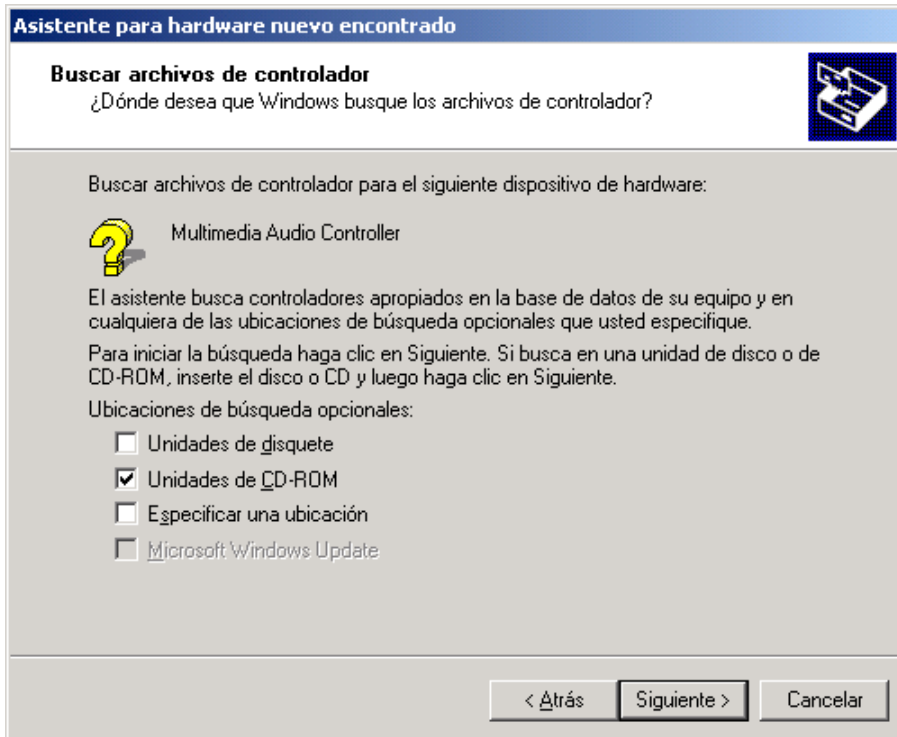 Asistente para hardware nuevo encontrado
Buscar archivos de controlador
¿Dónde desea que Windows busque los archivos de controlador?
Buscar archivos de controlador para el siguiente dispositivo de hardware:
Multimedia Audio Controller
El asistente busca controladores apropiados en la base de datos de su equipo y en
cualquiera de las ubicaciones de búsqueda opcionales que usted especifique.
Para iniciar la búsqueda haga clic en Siguiente. Si busca en una unidad de disco o de
CD-ROM, inserte el disco o CD y luego haga clic en Siguiente.
Ubicaciones de búsqueda opcionales:
Unidades de disquete
Unidades de CD-ROM
Especificar una ubicación
Microsoft Windows Update
< Atrás
Siguiente >
Cancelar